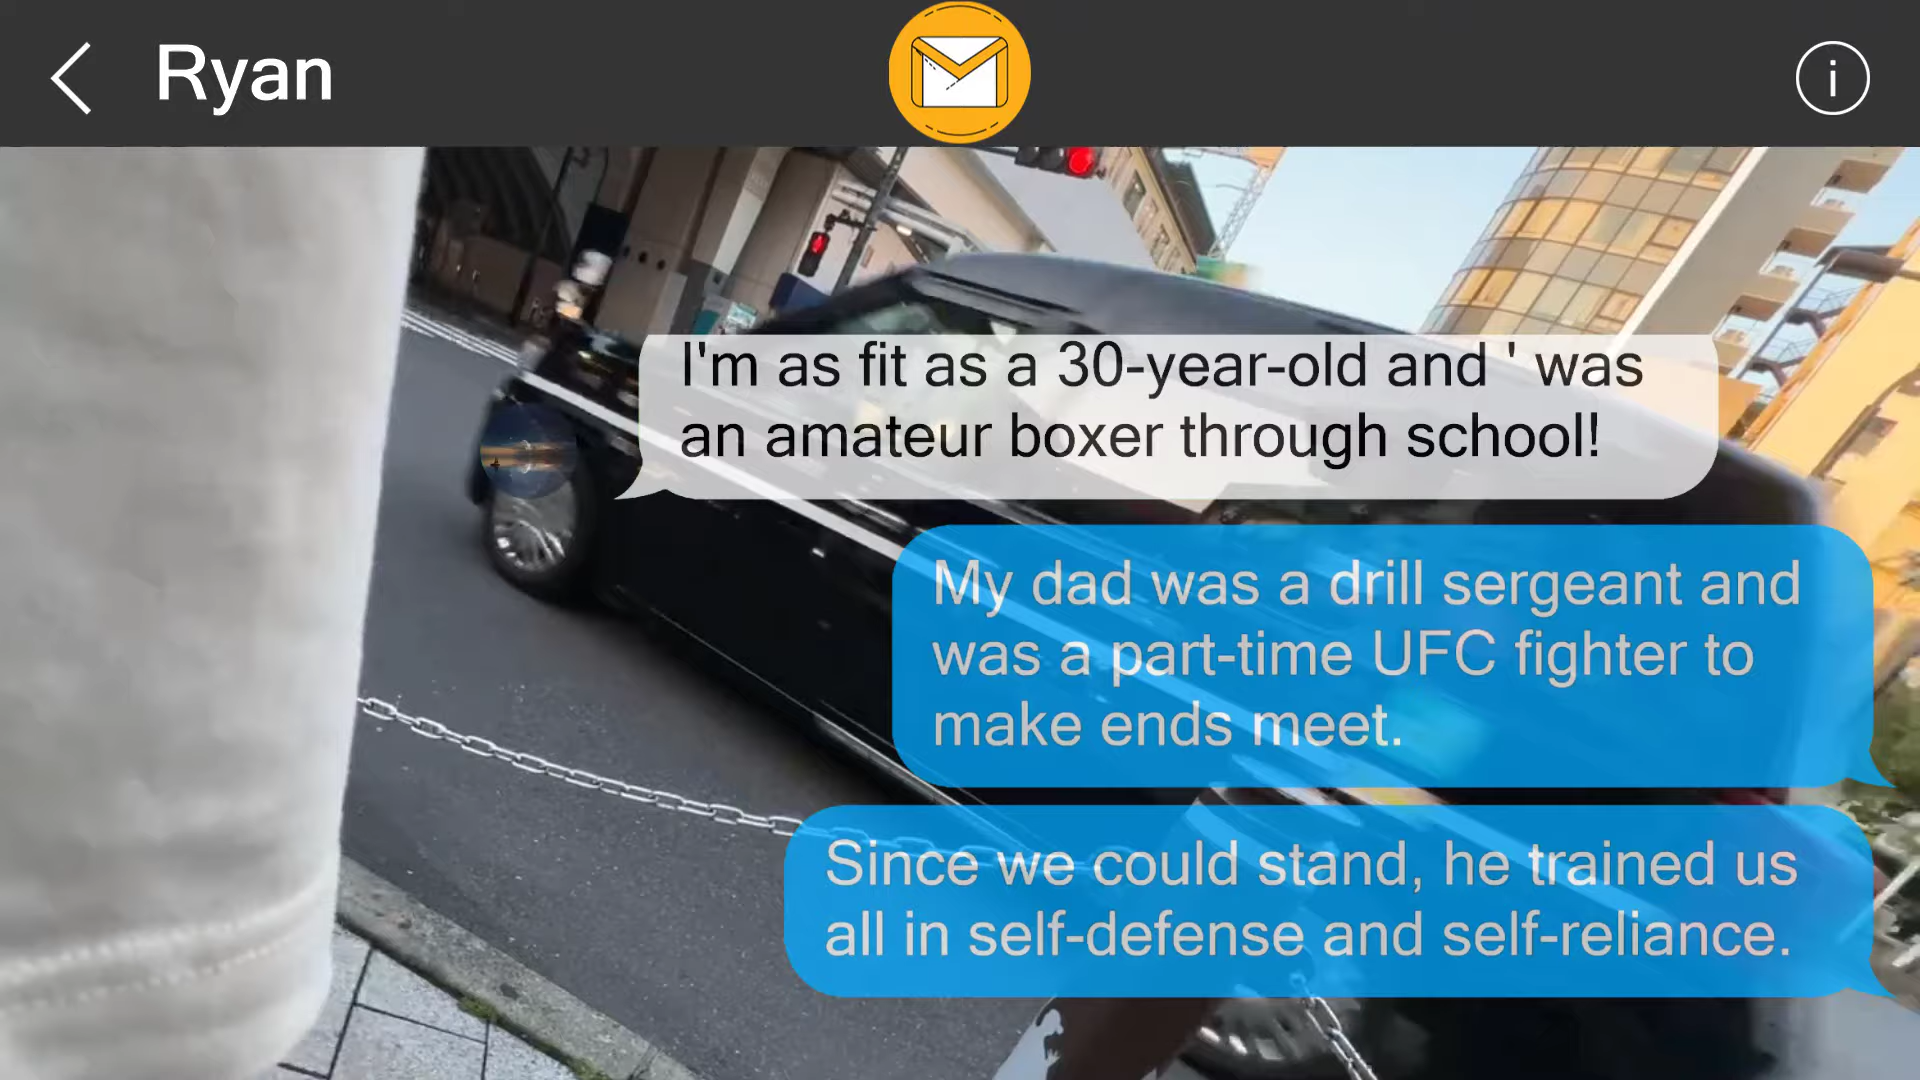 Ryan
I'm as fit as a 30-year-old and ' was
an amateur boxer through school!
My dad was a drill sergeant and
was a part-time UFC fighter to
make ends meet.
Since we could stand, he trained us
all in self-defense and self-reliance.